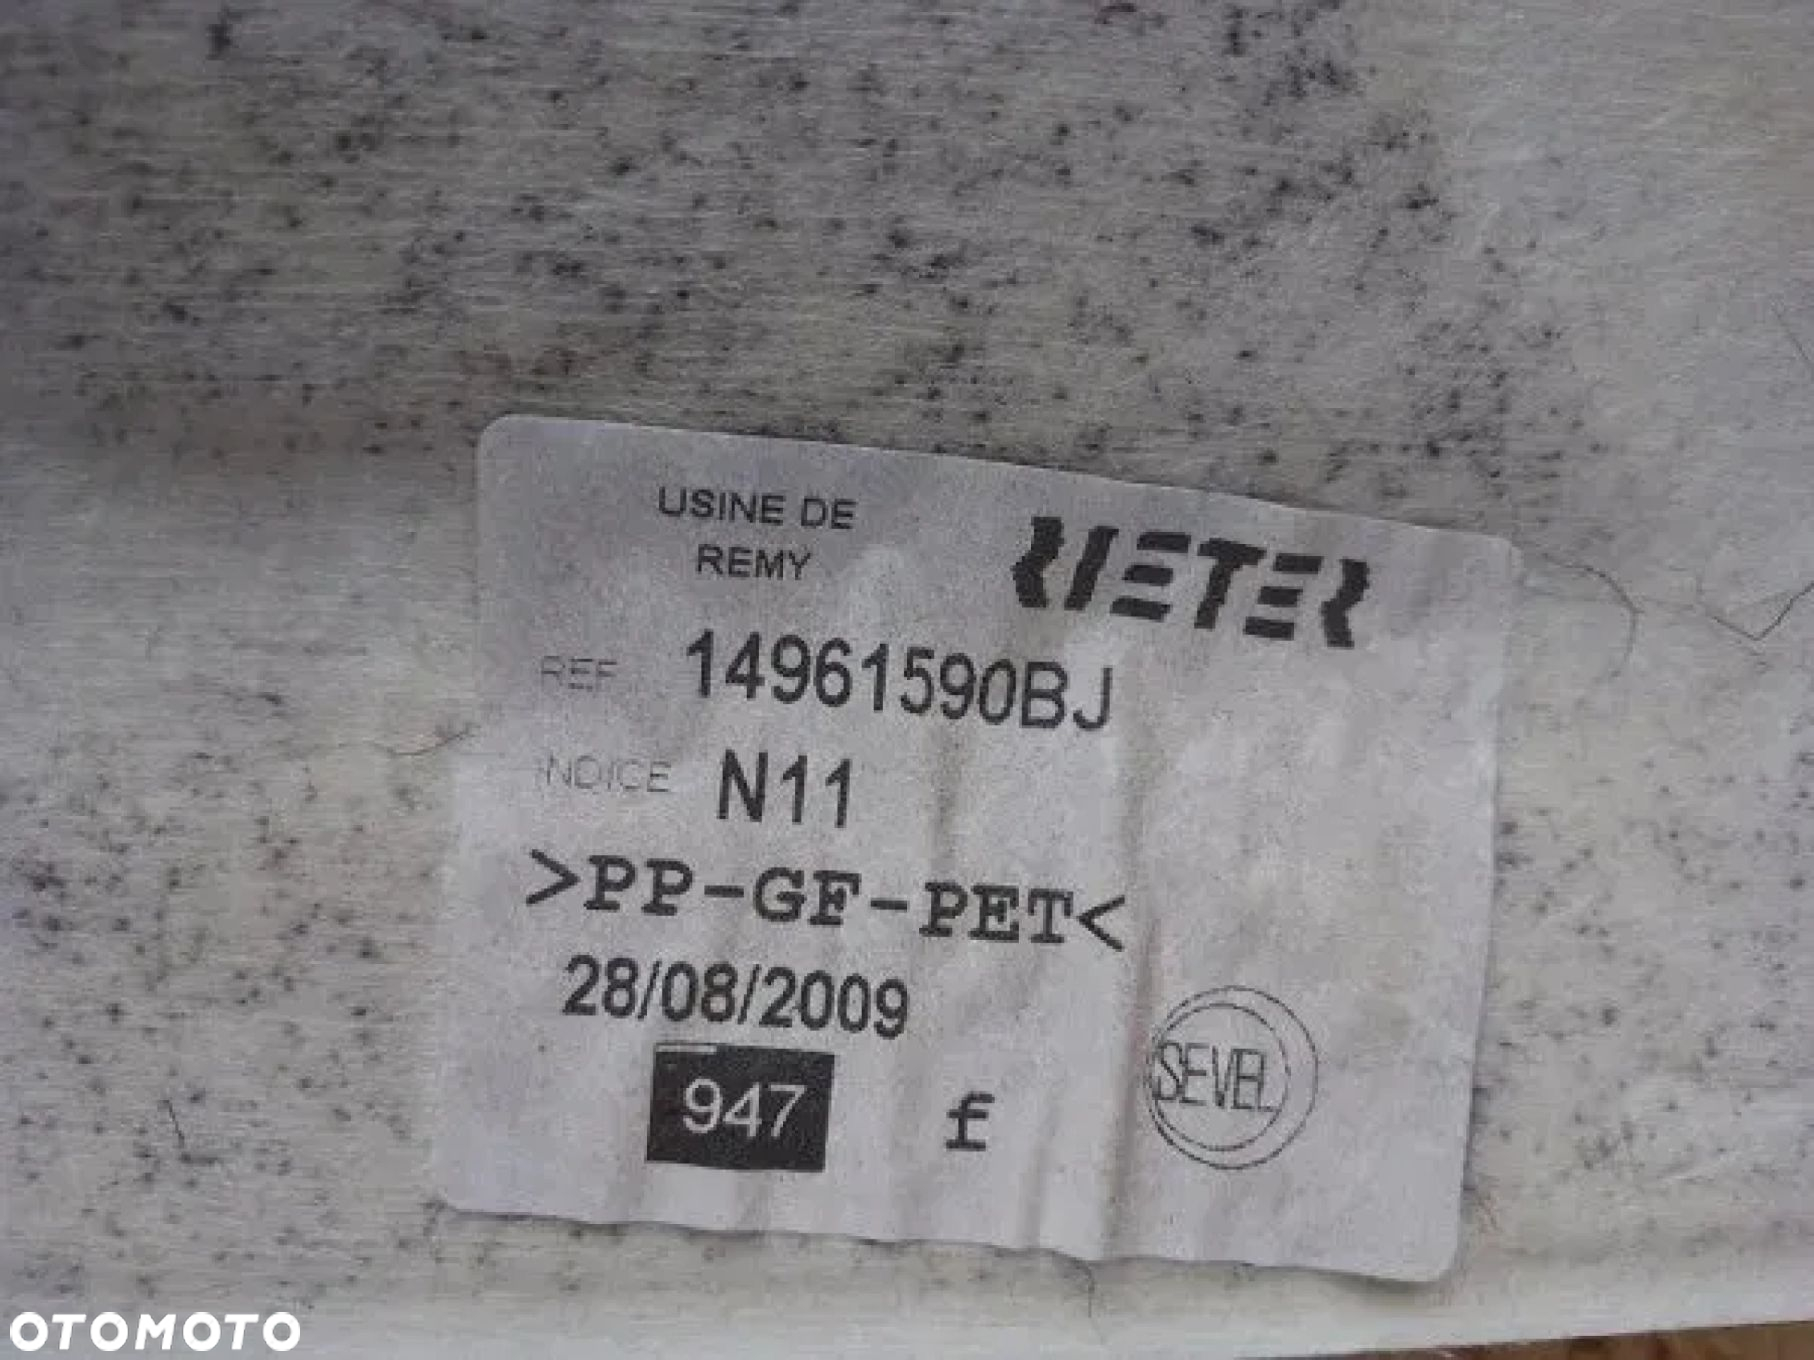 USINE DE
REMY
RIETER
REF 14961590BJ
INDICE N11
>PP-GF-PET<
28/08/2009
947 f
SEVEL
OTOMOTO